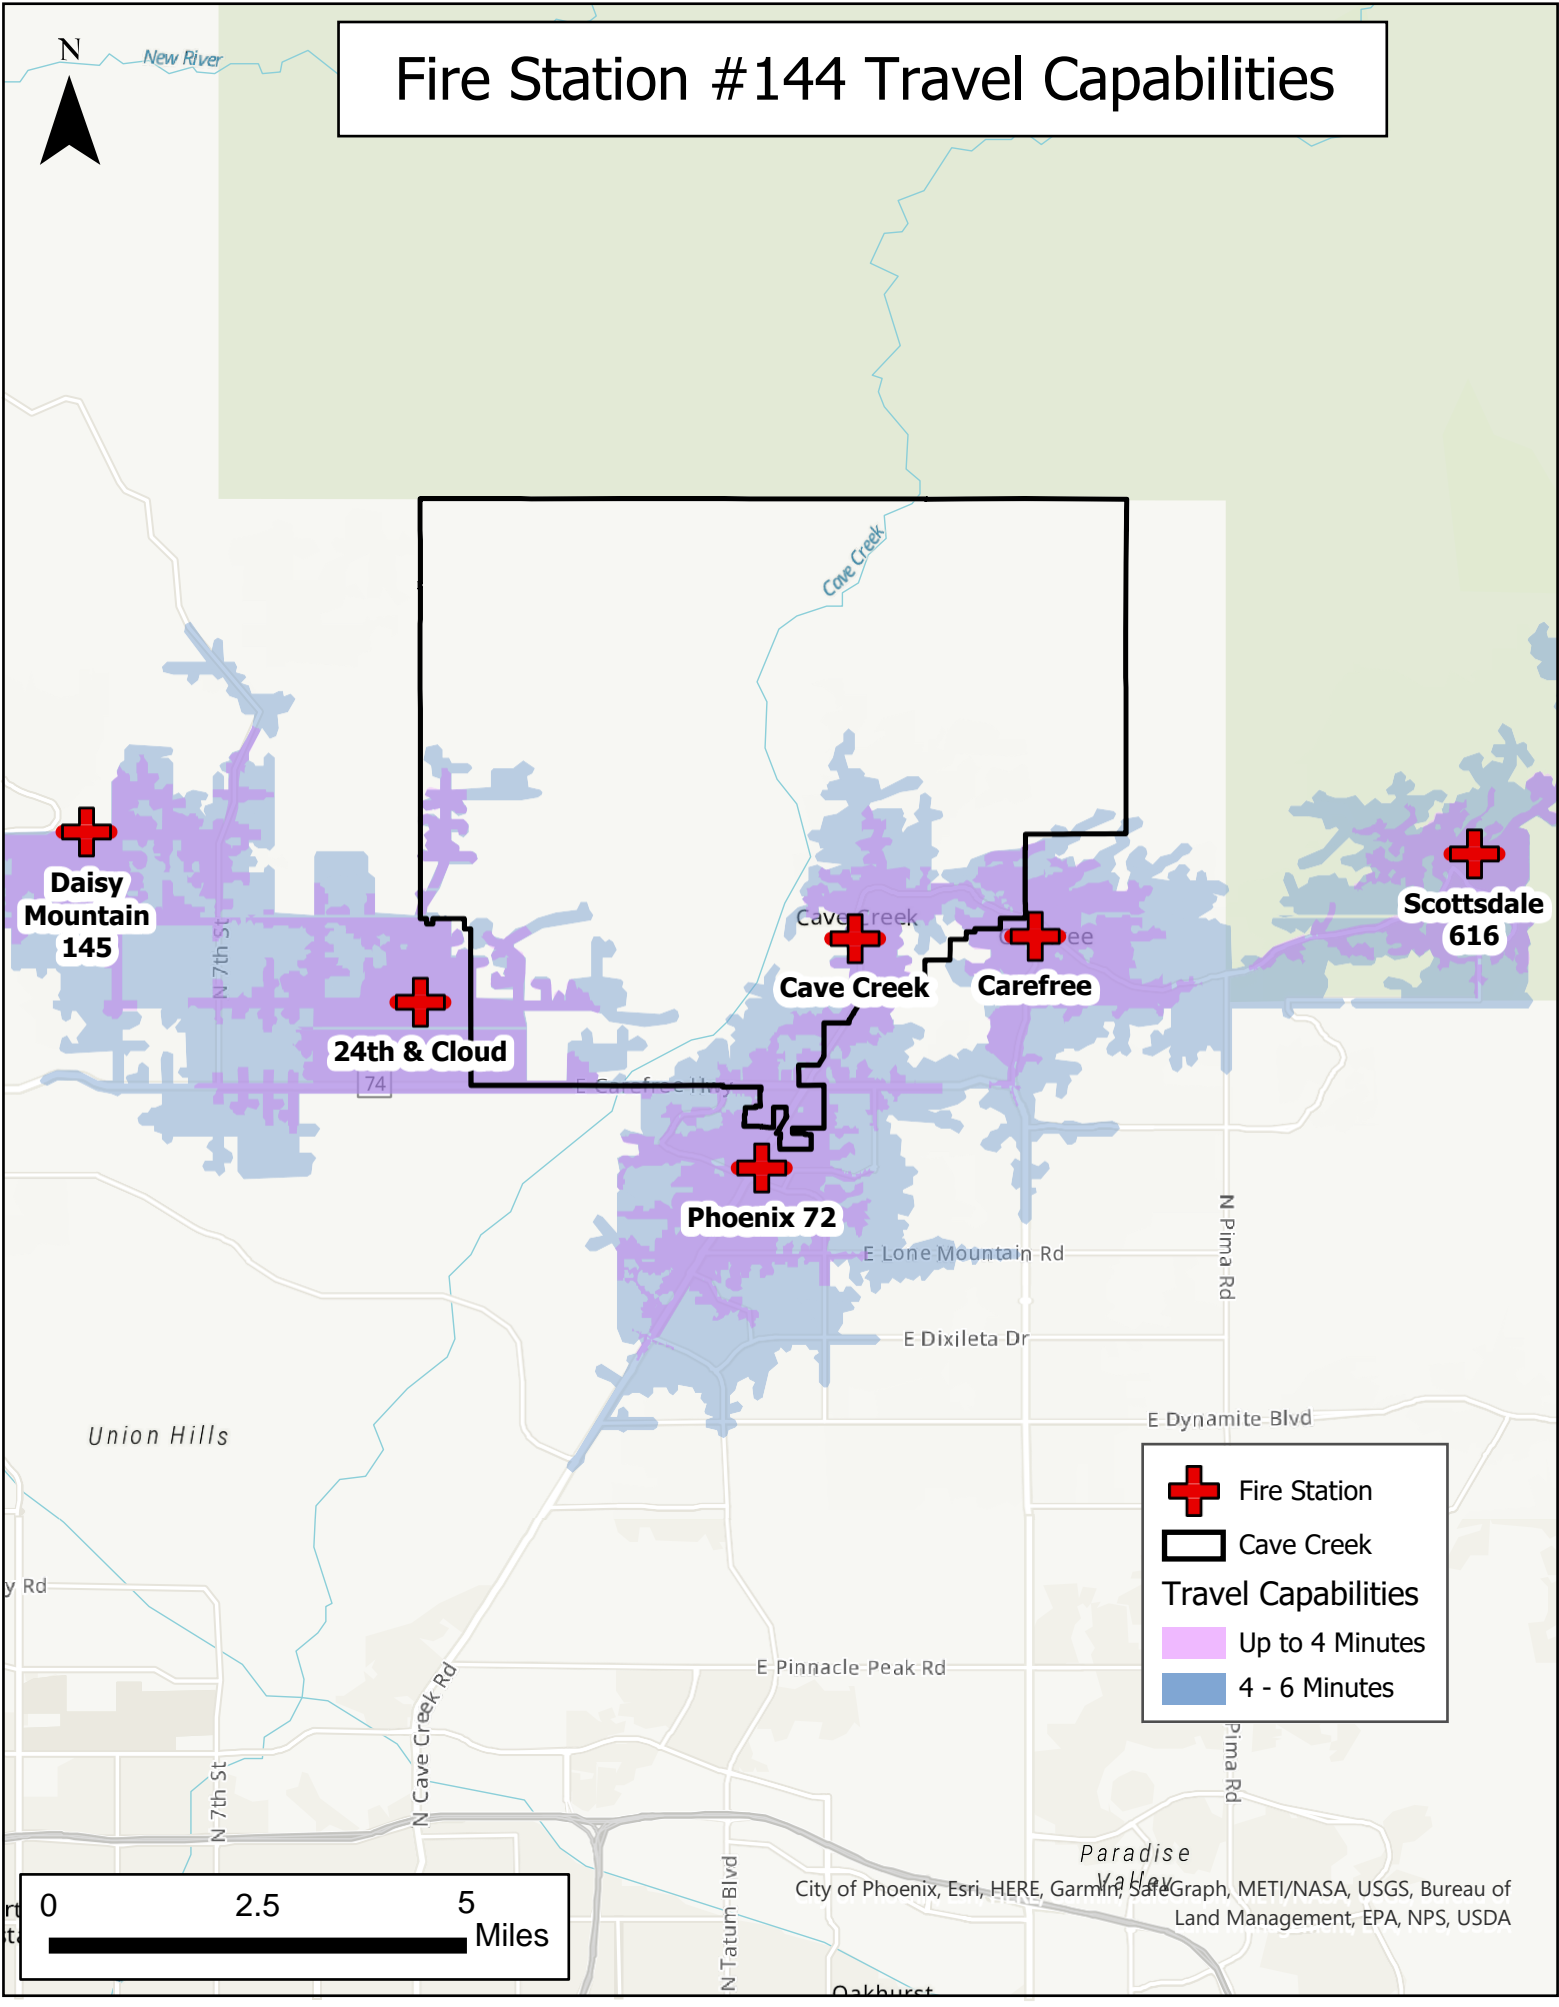 Fire Station #144 Travel Capabilities
N
New River
Cave Creek
Daisy
Mountain
145
N 7th St
24th & Cloud
74
E Carefree Hwy
Cave Creek
Cave Creek
Carefree
Scottsdale
616
Phoenix 72
E Lone Mountain Rd
N Pima Rd
E Dixileta Dr
E Dynamite Blvd
Union Hills
Fire Station
Cave Creek
Travel Capabilities
Up to 4 Minutes
4 - 6 Minutes
y Rd
E Pinnacle Peak Rd
N Cave Creek Rd
N 7th St
Pima Rd
N Tatum Blvd
Paradise
Valley
City of Phoenix, Esri, HERE, Garmin, SafeGraph, METI/NASA, USGS, Bureau of
Land Management, EPA, NPS, USDA
0 2.5 5
Miles
Oakhurst